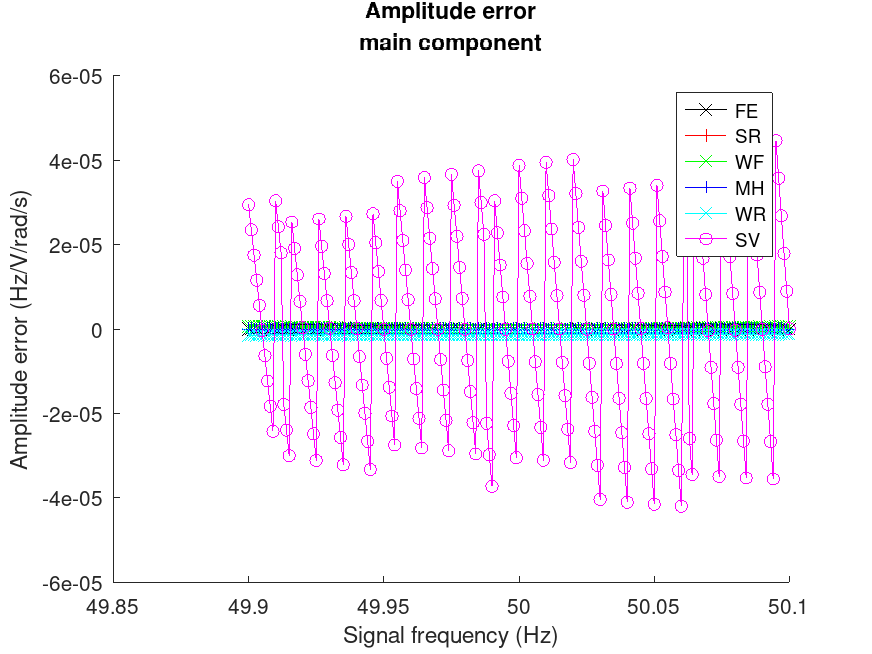 Amplitude error
main component
Amplitude error (Hz/V/rad/s)
6e-05
4e-05
2e-05
0
-2e-05
-4e-05
-6e-05
49.85
49.9
49.95
50
50.05
50.1
Signal frequency (Hz)
FE
SR
WF
MH
WR
SV